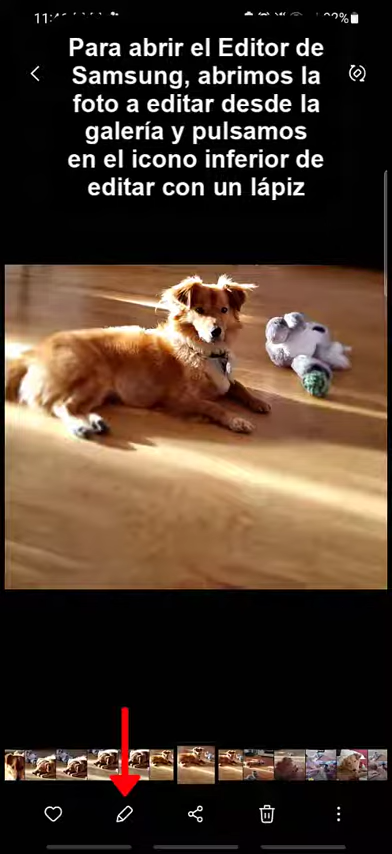 Para abrir el Editor de
Samsung, abrimos la
foto a editar desde la
galería y pulsamos
en el icono inferior de
editar con un lápiz